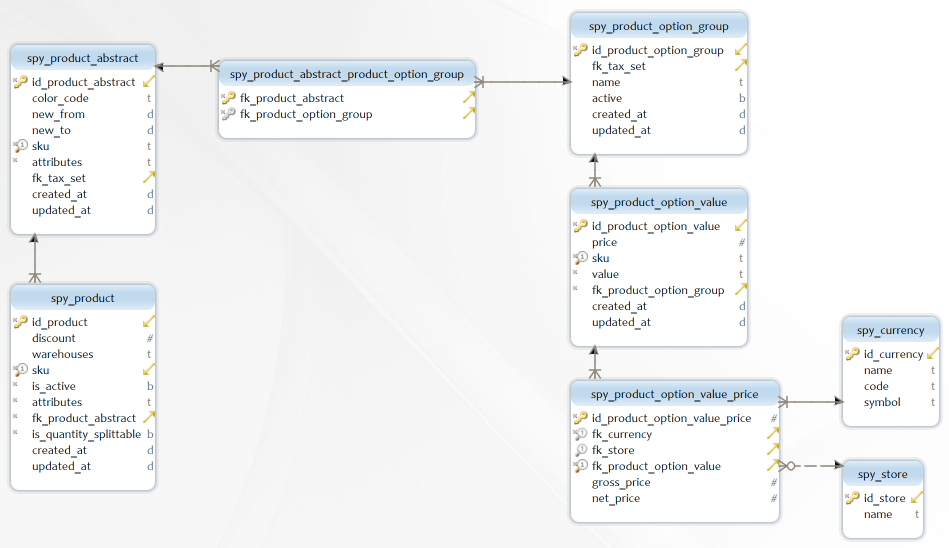 spy_product_abstract
id_product_abstract
color_code t
new_from d
new_to d
sku t
attributes t
fk_tax_set
created_at d
updated_at d
spy_product_abstract_product_option_group
fk_product_abstract
fk_product_option_group
spy_product_option_group
id_product_option_group
fk_tax_set
name t
active b
created_at d
updated_at d
spy_product_option_value
id_product_option_value
price #
sku t
value t
fk_product_option_group
created_at d
updated_at d
spy_product
id_product
discount #
warehouses t
sku
is_active b
attributes t
fk_product_abstract
is_quantity_splittable b
created_at d
updated_at d
spy_product_option_value_price
id_product_option_value_price #
fk_currency
fk_store
fk_product_option_value
gross_price #
net_price #
spy_currency
id_currency
name t
code t
symbol t
spy_store
id_store
name t